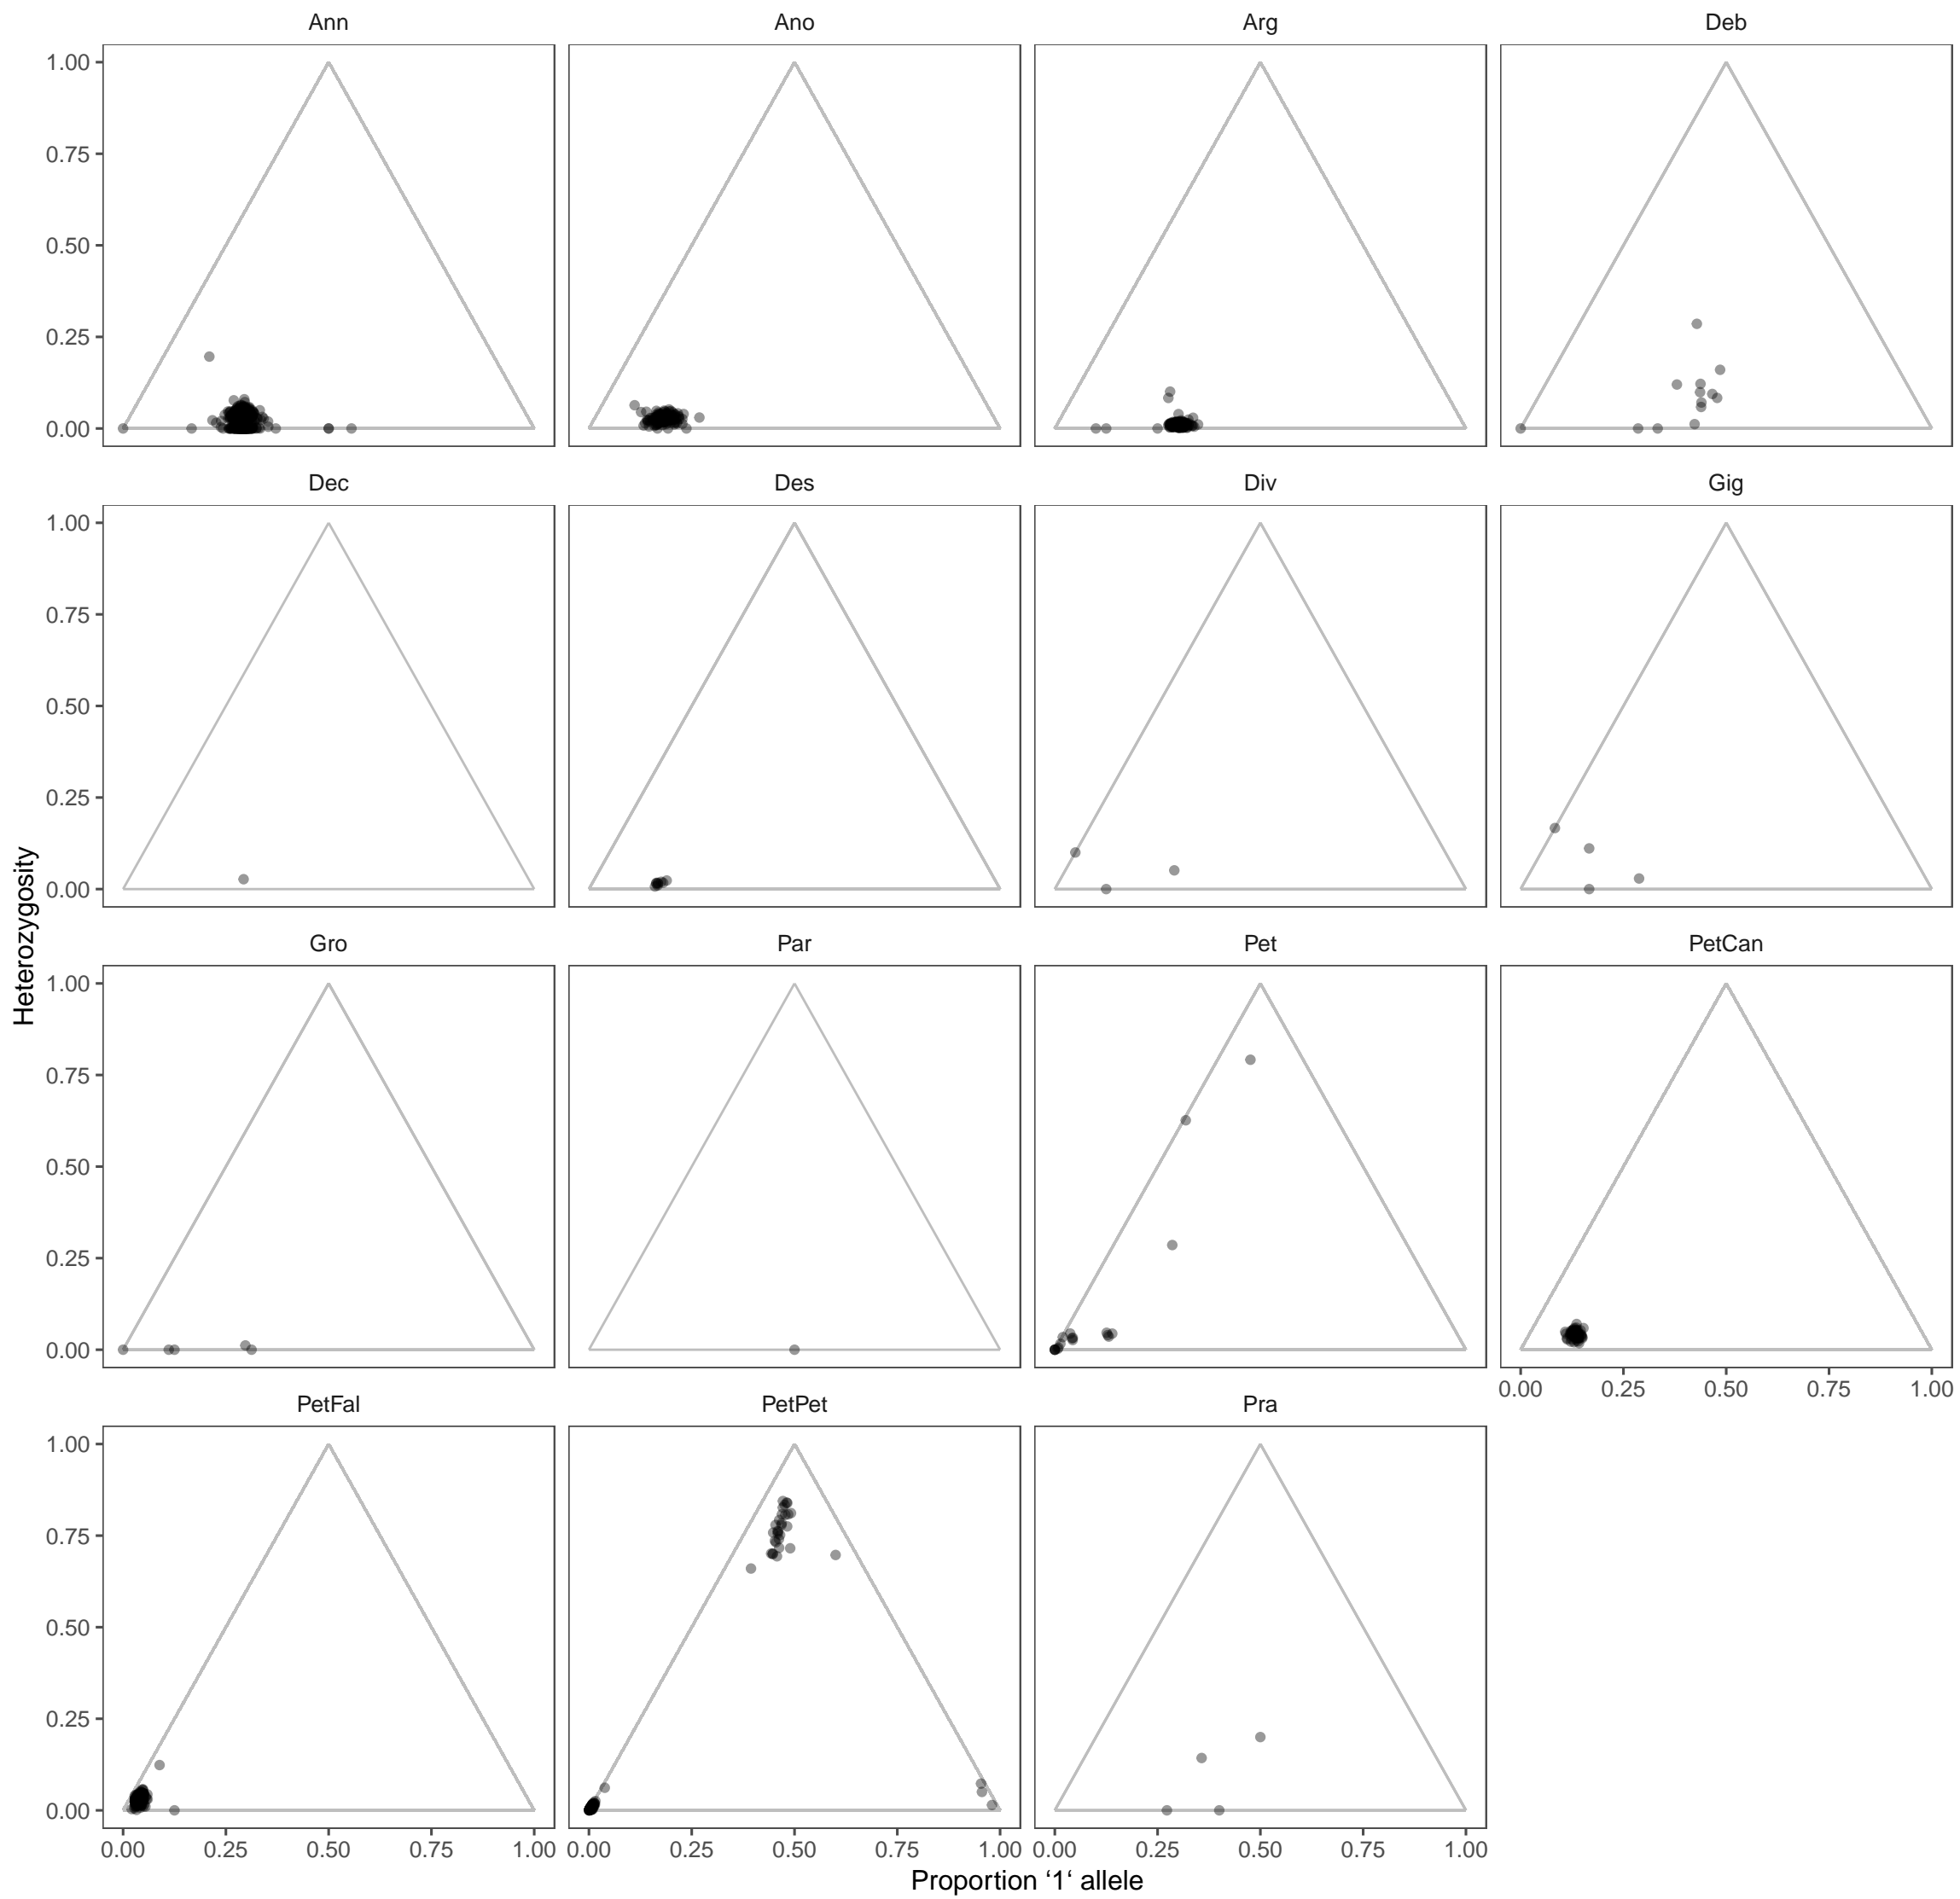 Ann Ano Arg Deb
1.00
0.75
0.50
0.25
0.00
Dec Des Div Gig
1.00
0.75
0.50
0.25
0.00
Gro Par Pet PetCan
1.00
0.75
0.50
0.25
0.00
0.00 0.25 0.50 0.75 1.00
PetFal PetPet Pra
1.00
0.75
0.50
0.25
0.00
0.00 0.25 0.50 0.75 1.00 0.00 0.25 0.50 0.75 1.00 0.00 0.25 0.50 0.75 1.00
Proportion ‘1‘ allele
Heterozygosity